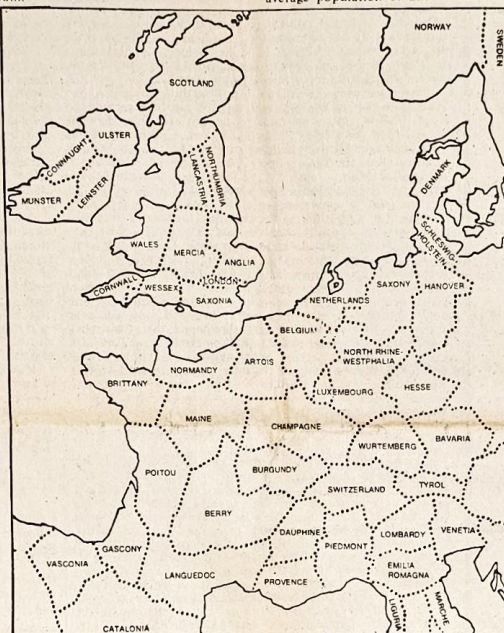 average population
NORWAY
SWEDEN
SCOTLAND
ULSTER
CONNAUGHT
LEINSTER
MUNSTER
NORTHUMBRIA
LANCASTRIA
DENMARK
SCHLESWIG-
HOLSTEIN
WALES
MERCIA
ANGLIA
LONDON
CORNWALL
WESSEX
SAXONIA
NETHERLANDS
SAXONY
HANOVER
BELGIUM
NORTH RHINE-
WESTPHALIA
ARTOIS
NORMANDY
BRITTANY
LUXEMBOURG
HESSE
MAINE
CHAMPAGNE
WURTEMBERG
BAVARIA
POITOU
BURGUNDY
SWITZERLAND
TYROL
BERRY
DAUPHINE
PIEDMONT
LOMBARDY
VENETIA
GASCONY
VASCONIA
LANGUEDOC
PROVENCE
EMILIA
ROMAGNA
LIGURIA
MARCHE
CATALONIA